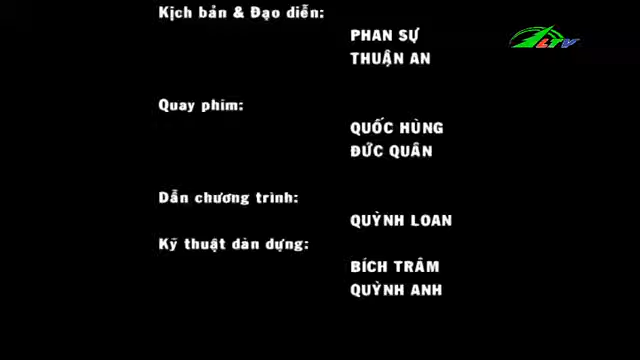 Kịch bản & Đạo diễn:
PHAN SỰ
THUẬN AN
LTV
Quay phim:
QUỐC HÙNG
ĐỨC QUÂN
Dẫn chương trình:
QUỲNH LOAN
Kỹ thuật dàn dựng:
BÍCH TRÂM
QUỲNH ANH